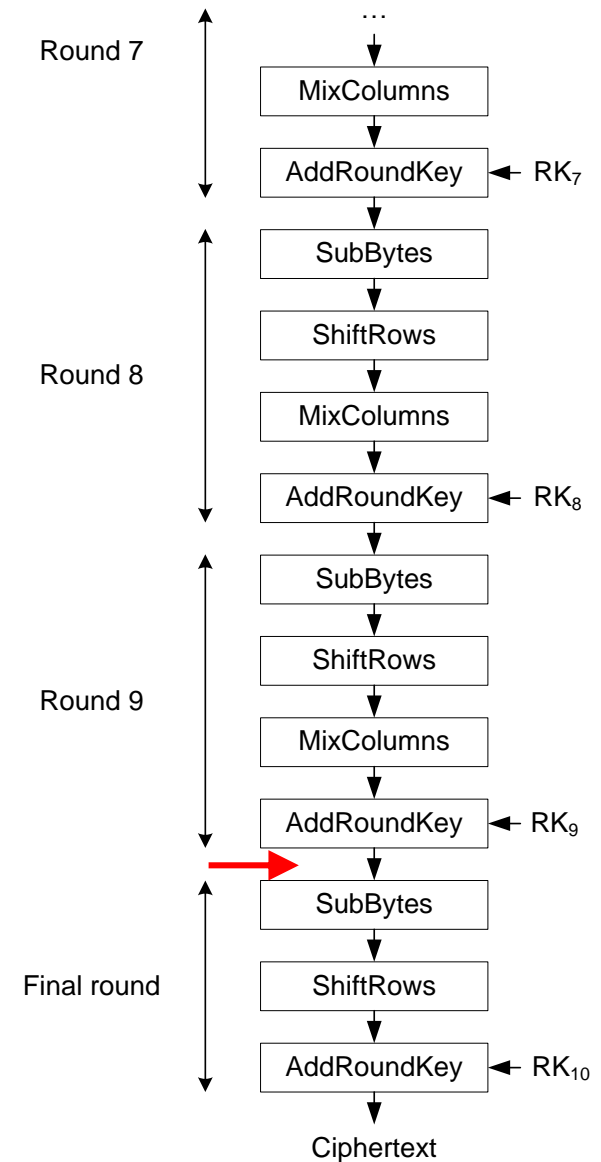 …
Round 7
MixColumns
AddRoundKey RK₇
SubBytes
ShiftRows
Round 8
MixColumns
AddRoundKey RK₈
SubBytes
ShiftRows
Round 9
MixColumns
AddRoundKey RK₉
SubBytes
Final round ShiftRows
AddRoundKey RK₁₀
Ciphertext